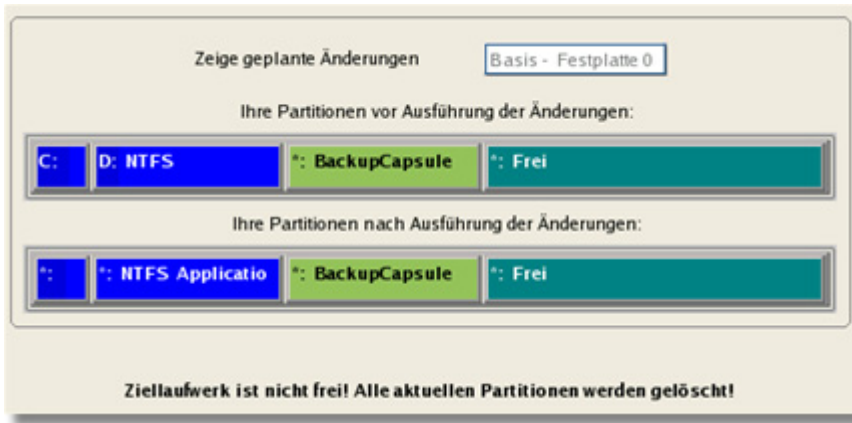 Zeige geplante Änderungen Basis - Festplatte 0
Ihre Partitionen vor Ausführung der Änderungen:
C: D: NTFS *: BackupCapsule *: Frei
Ihre Partitionen nach Ausführung der Änderungen:
*: *: NTFS Applicatio *: BackupCapsule *: Frei
Ziellaufwerk ist nicht frei! Alle aktuellen Partitionen werden gelöscht!